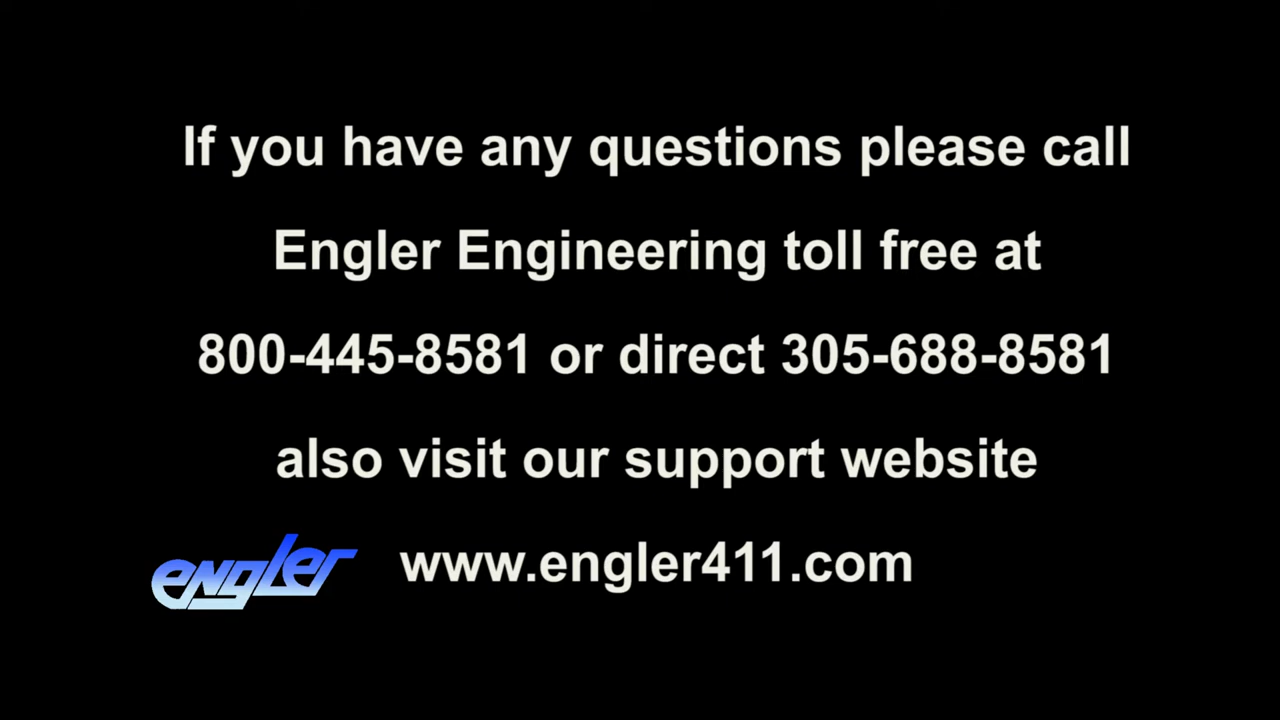 If you have any questions please call
Engler Engineering toll free at
800-445-8581 or direct 305-688-8581
also visit our support website
engler www.engler411.com